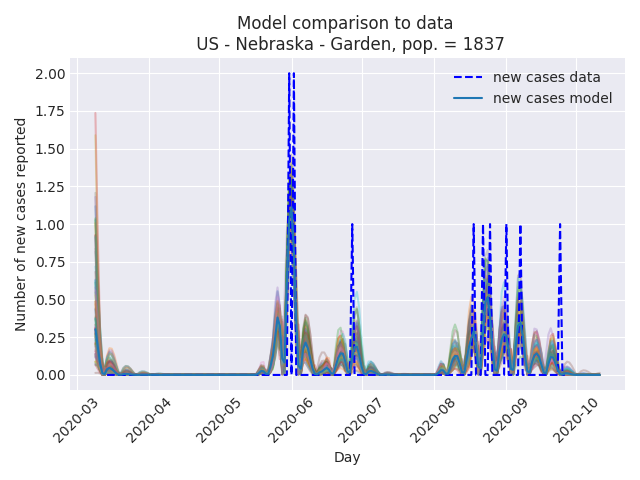 Model comparison to data
US - Nebraska - Garden, pop. = 1837
new cases data
new cases model
Number of new cases reported
2.00
1.75
1.50
1.25
1.00
0.75
0.50
0.25
0.00
2020-03
2020-04
2020-05
2020-06
2020-07
2020-08
2020-09
2020-10
Day